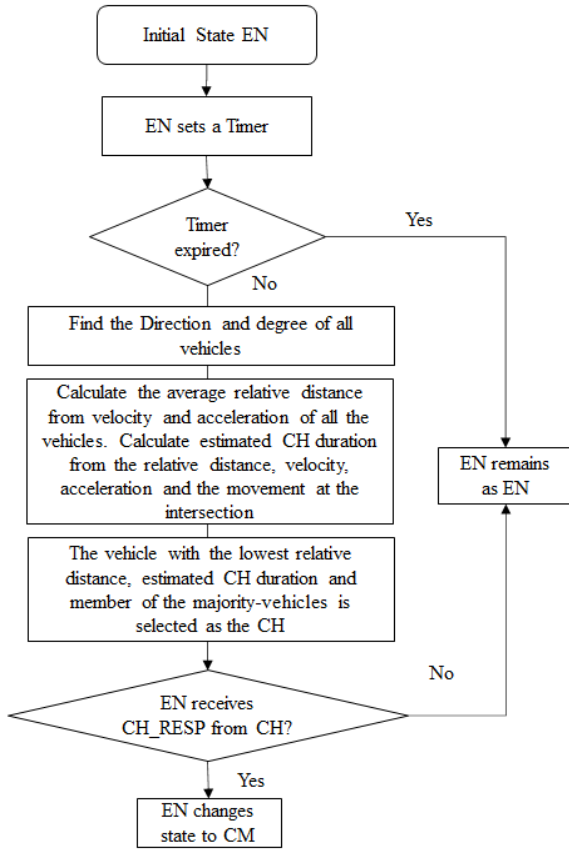 Initial State EN
EN sets a Timer
Timer
expired?
Yes
No
Find the Direction and degree of all
vehicles
Calculate the average relative distance
from velocity and acceleration of all the
vehicles. Calculate estimated CH duration
from the relative distance, velocity,
acceleration and the movement at the
intersection
EN remains
as EN
The vehicle with the lowest relative
distance, estimated CH duration and
member of the majority-vehicles is
selected as the CH
No
EN receives
CH_RESP from CH?
Yes
EN changes
state to CM